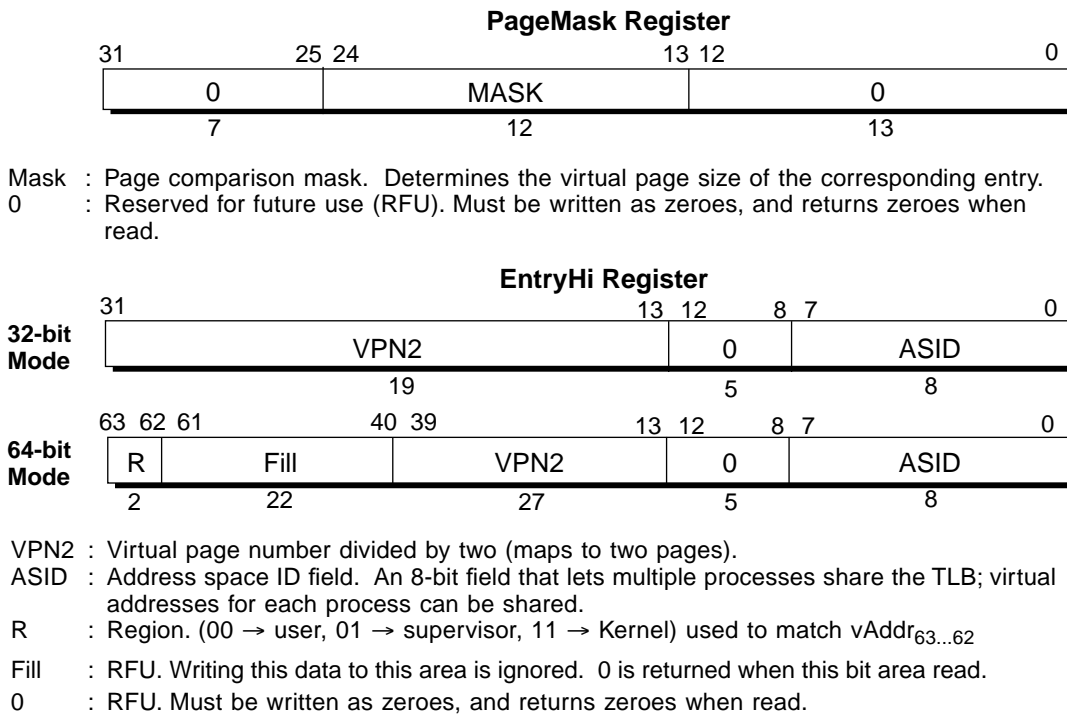 PageMask Register
31 25 24 13 12 0
0 MASK 0
7 12 13
Mask : Page comparison mask. Determines the virtual page size of the corresponding entry.
0 : Reserved for future use (RFU). Must be written as zeroes, and returns zeroes when
read.
EntryHi Register
31 13 12 8 7 0
32-bit
Mode
VPN2 0 ASID
19 5 8
63 62 61 40 39 13 12 8 7 0
64-bit
Mode
R Fill VPN2 0 ASID
2 22 27 5 8
VPN2 : Virtual page number divided by two (maps to two pages).
ASID : Address space ID field. An 8-bit field that lets multiple processes share the TLB; virtual
addresses for each process can be shared.
R : Region. (00 → user, 01 → supervisor, 11 → Kernel) used to match vAddr63...62
Fill : RFU. Writing this data to this area is ignored. 0 is returned when this bit area read.
0 : RFU. Must be written as zeroes, and returns zeroes when read.